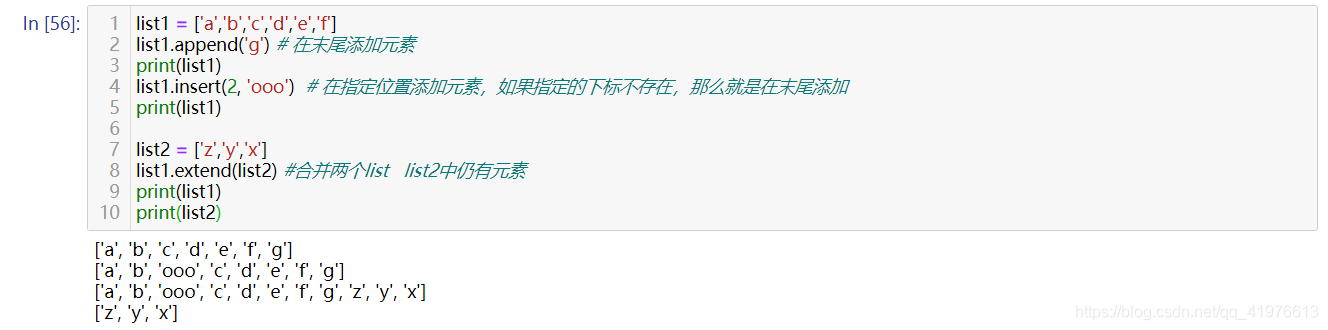 In [56]:
1 list1 = ['a','b','c','d','e','f']
2 list1.append('g') # 在末尾添加元素
3 print(list1)
4 list1.insert(2, 'ooo')  # 在指定位置添加元素，如果指定的下标不存在，那么就是在末尾添加
5 print(list1)
6
7 list2 = ['z','y','x']
8 list1.extend(list2) #合并两个list   list2中仍有元素
9 print(list1)
10 print(list2)
['a', 'b', 'c', 'd', 'e', 'f', 'g']
['a', 'b', 'ooo', 'c', 'd', 'e', 'f', 'g']
['a', 'b', 'ooo', 'c', 'd', 'e', 'f', 'g', 'z', 'y', 'x']
['z', 'y', 'x']
https://blog.csdn.net/qq_41976613